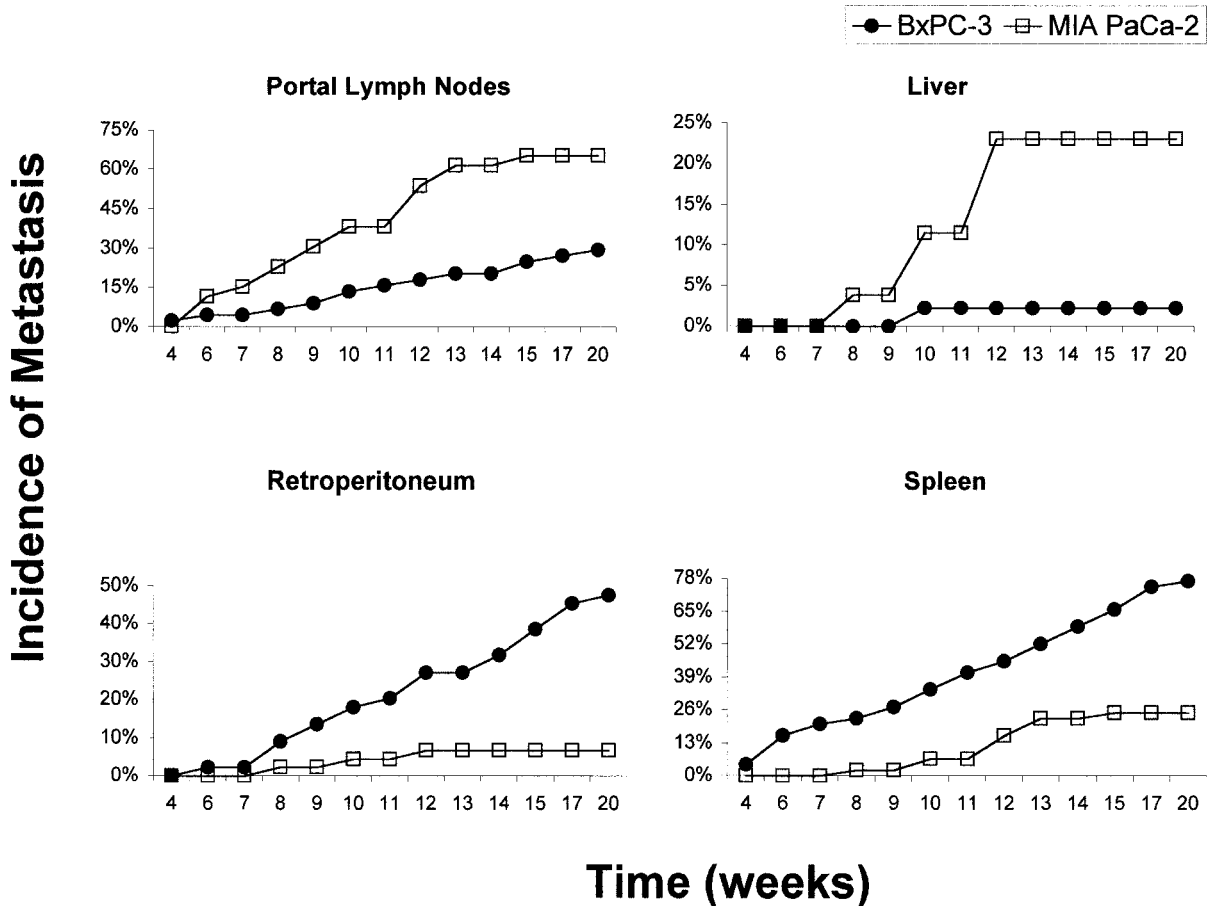 BxPC-3 MIA PaCa-2
Incidence of Metastasis
Portal Lymph Nodes
75%
60%
45%
30%
15%
0%
4 6 7 8 9 10 11 12 13 14 15 17 20
Liver
25%
20%
15%
10%
5%
0%
4 6 7 8 9 10 11 12 13 14 15 17 20
Retroperitoneum
50%
40%
30%
20%
10%
0%
4 6 7 8 9 10 11 12 13 14 15 17 20
Spleen
78%
65%
52%
39%
26%
13%
0%
4 6 7 8 9 10 11 12 13 14 15 17 20
Time (weeks)